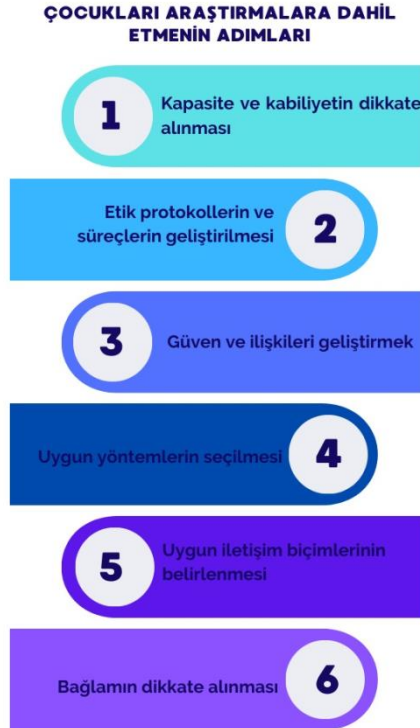 ÇOCUKLARI ARAŞTIRMALARA DAHİL
ETMENİN ADIMLARI
1
Kapasite ve kabiliyetin dikkate
alınması
Etik protokollerin ve
süreçlerin geliştirilmesi
2
3
Güven ve ilişkileri geliştirmek
Uygun yöntemlerin seçilmesi
4
5
Uygun iletişim biçimlerinin
belirlenmesi
Bağlamın dikkate alınması
6